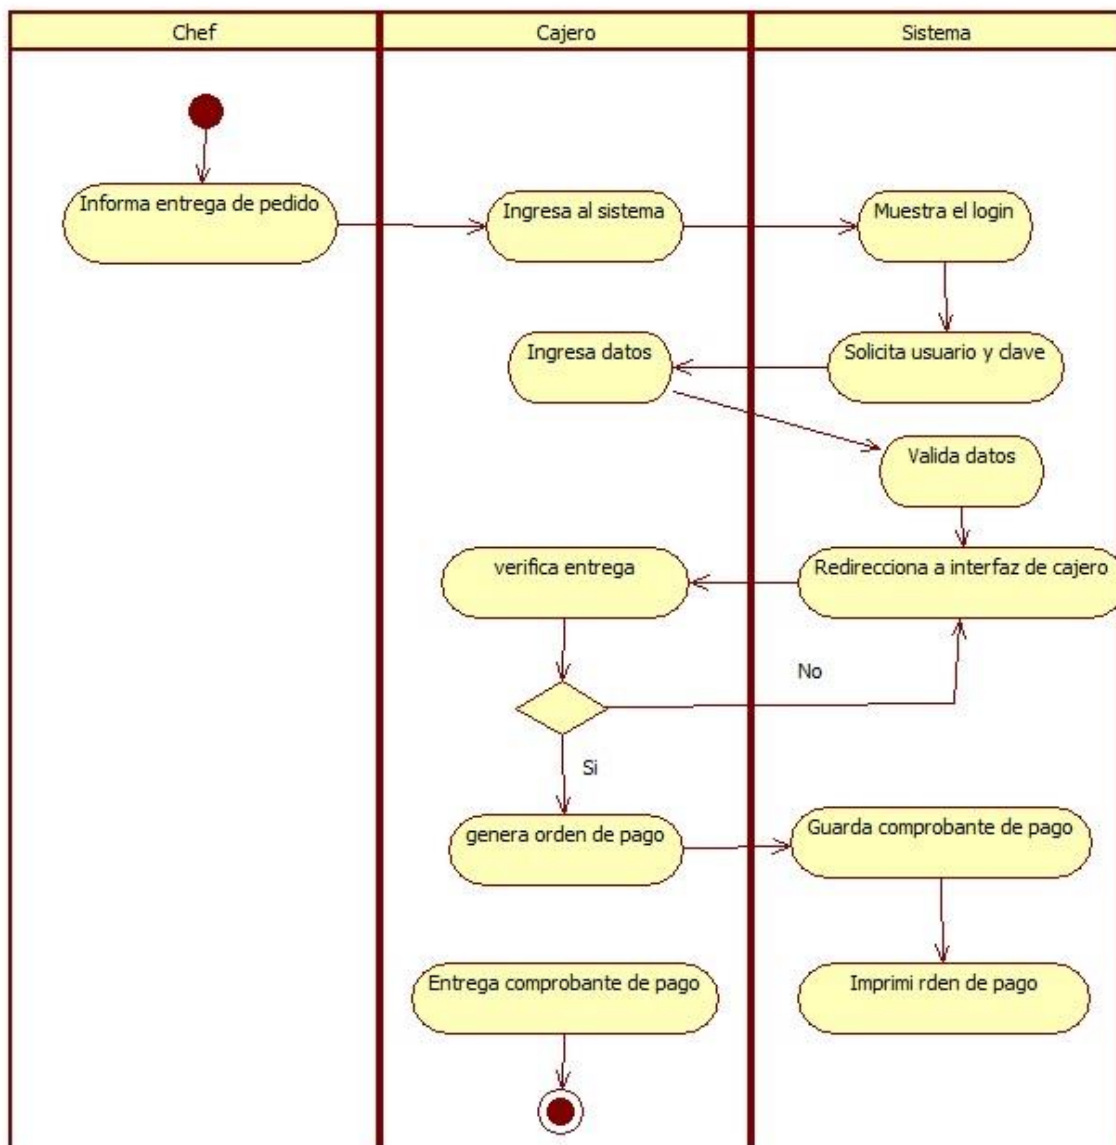 Chef
Cajero
Sistema
Informa entrega de pedido
Ingresa al sistema
Muestra el login
Ingresa datos
Solicita usuario y clave
Valida datos
verifica entrega
Redirecciona a interfaz de cajero
No
Si
genera orden de pago
Guarda comprobante de pago
Entrega comprobante de pago
Imprimi rden de pago